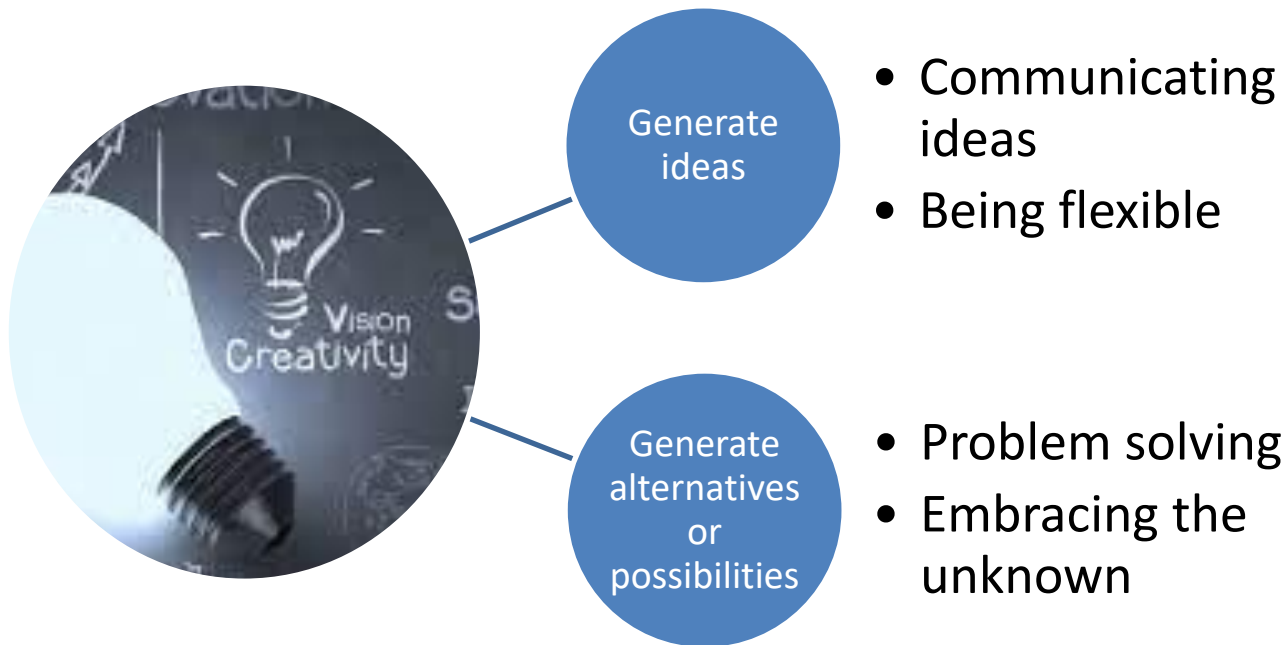 Generate
ideas
• Communicating
ideas
• Being flexible
Vision
Creativity
Generate
alternatives
or
possibilities
• Problem solving
• Embracing the
unknown